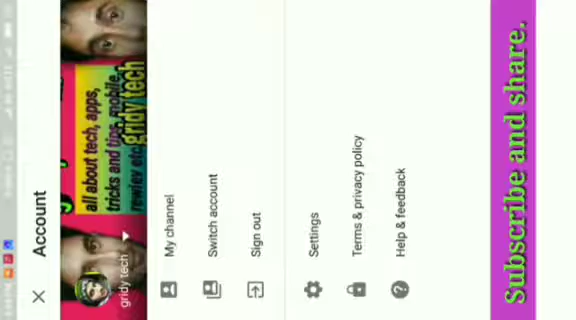 Account
all about tech, apps,
tricks and tips, mobile
rewiev etc.
gridy tech
gridy tech
My channel
Switch account
Sign out
Settings
Terms & privacy policy
Help & feedback
Subscribe and share.